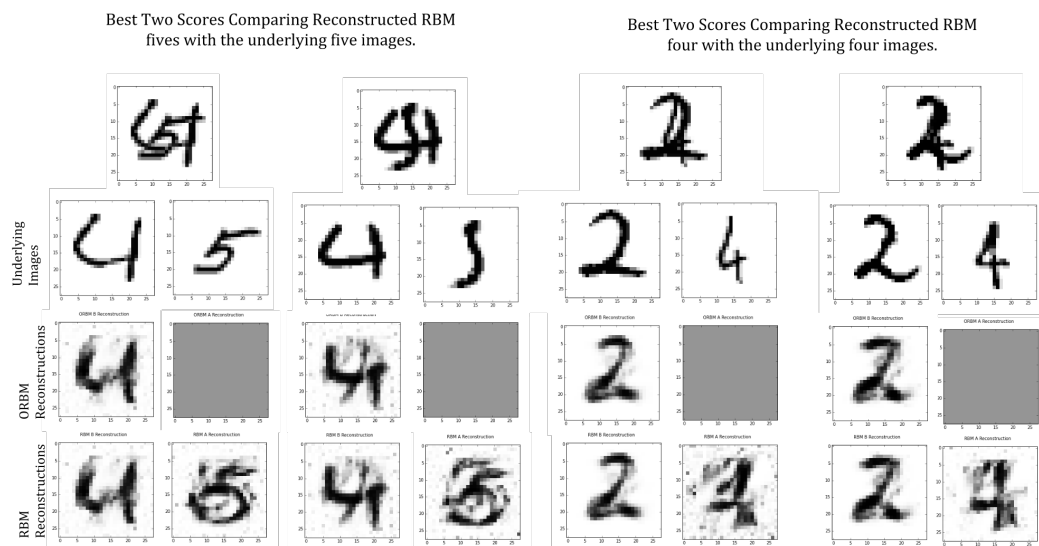 Best Two Scores Comparing Reconstructed RBM
fives with the underlying five images.
Best Two Scores Comparing Reconstructed RBM
four with the underlying four images.
Underlying
Images
ORBM
Reconstructions
ORBM B Reconstruction
ORBM A Reconstruction
ORBM A Reconstruction
ORBM B Reconstruction
ORBM A Reconstruction
ORBM B Reconstruction
ORBM A Reconstruction
RBM
Reconstructions
RBM B Reconstruction
RBM A Reconstruction
RBM B Reconstruction
RBM A Reconstruction
RBM B Reconstruction
RBM A Reconstruction
RBM B Reconstruction
RBM A Reconstruction